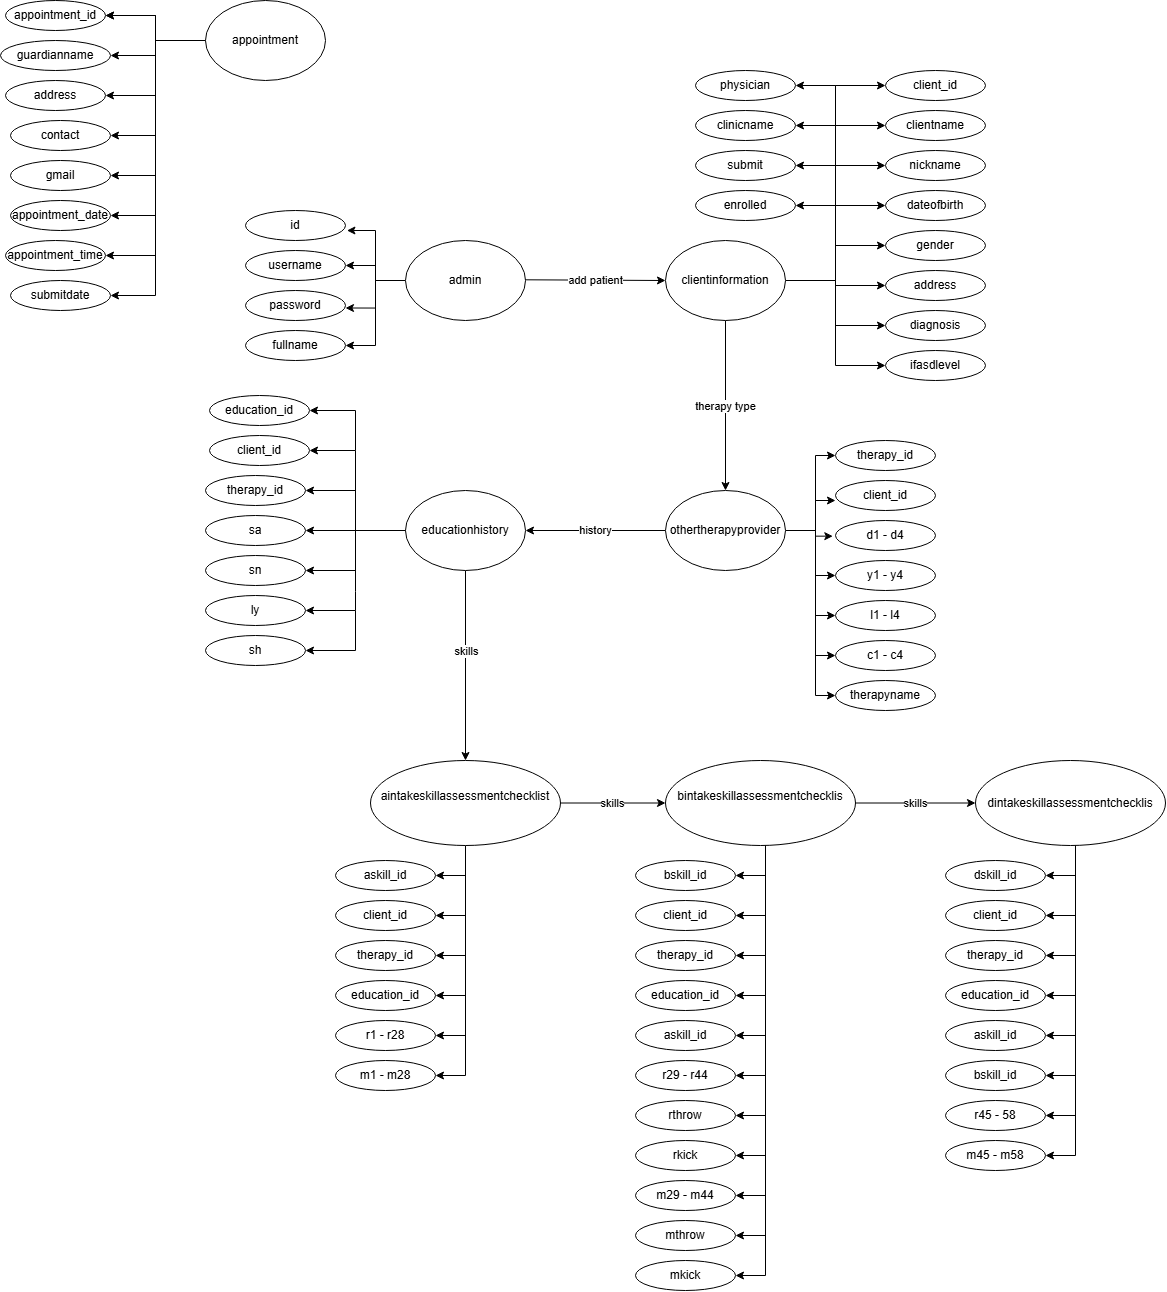 appointment_id
guardianname
address
contact
gmail
appointment_date
appointment_time
submitdate
appointment
physician
clinicname
submit
enrolled
client_id
clientname
nickname
dateofbirth
gender
address
diagnosis
ifasdlevel
id
username
password
fullname
admin
add patient
clientinformation
therapy type
education_id
client_id
therapy_id
sa
sn
ly
sh
educationhistory
history
othertherapyprovider
therapy_id
client_id
d1 - d4
y1 - y4
l1 - l4
c1 - c4
therapyname
skills
aintakeskillassessmentchecklist
skills
bintakeskillassessmentchecklis
skills
dintakeskillassessmentchecklis
askill_id
client_id
therapy_id
education_id
r1 - r28
m1 - m28
bskill_id
client_id
therapy_id
education_id
askill_id
r29 - r44
rthrow
rkick
m29 - m44
mthrow
mkick
dskill_id
client_id
therapy_id
education_id
askill_id
bskill_id
r45 - 58
m45 - m58